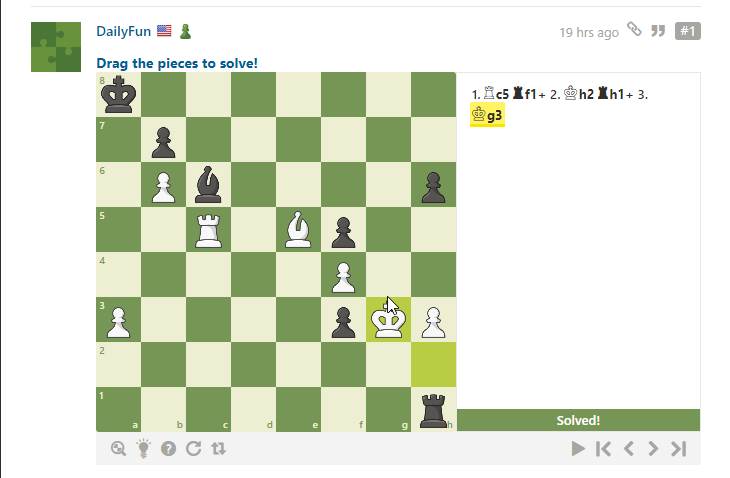 DailyFun 19 hrs ago #1
Drag the pieces to solve!
8
7
6
5
4
3
2
1
a b c d e f g h
1. ♖c5 ♜f1+ 2. ♔h2 ♜h1+ 3.
♔g3
Solved!